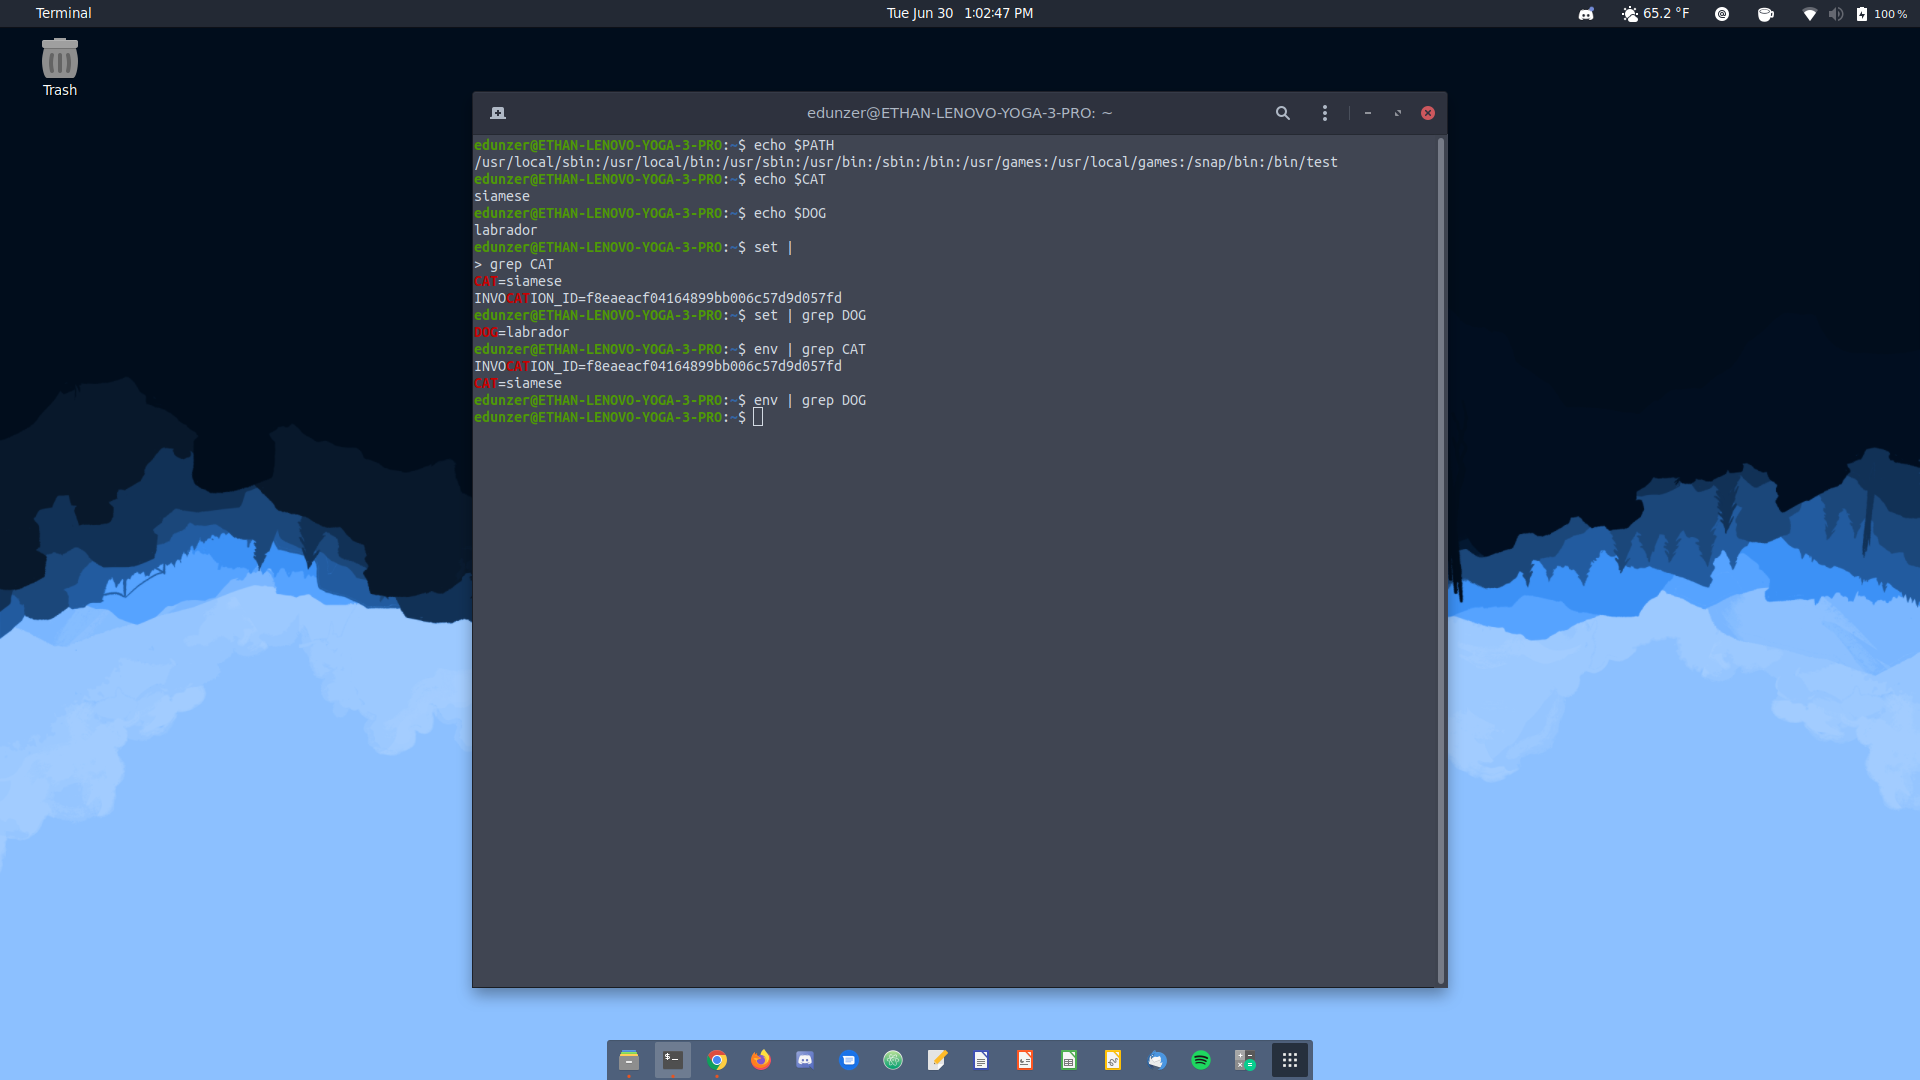 Terminal
Tue Jun 30 1:02:47 PM
65.2 °F
100 %
Trash
edunzer@ETHAN-LENOVO-YOGA-3-PRO: ~
edunzer@ETHAN-LENOVO-YOGA-3-PRO:~$ echo $PATH
/usr/local/sbin:/usr/local/bin:/usr/sbin:/usr/bin:/sbin:/bin:/usr/games:/usr/local/games:/snap/bin:/bin/test
edunzer@ETHAN-LENOVO-YOGA-3-PRO:~$ echo $CAT
siamese
edunzer@ETHAN-LENOVO-YOGA-3-PRO:~$ echo $DOG
labrador
edunzer@ETHAN-LENOVO-YOGA-3-PRO:~$ set |
> grep CAT
CAT=siamese
INVOCATION_ID=f8eaeacf04164899bb006c57d9d057fd
edunzer@ETHAN-LENOVO-YOGA-3-PRO:~$ set | grep DOG
DOG=labrador
edunzer@ETHAN-LENOVO-YOGA-3-PRO:~$ env | grep CAT
INVOCATION_ID=f8eaeacf04164899bb006c57d9d057fd
CAT=siamese
edunzer@ETHAN-LENOVO-YOGA-3-PRO:~$ env | grep DOG
edunzer@ETHAN-LENOVO-YOGA-3-PRO:~$